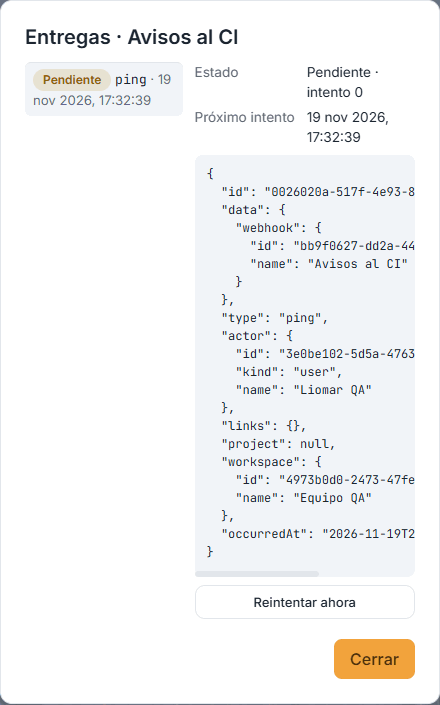 Entregas · Avisos al CI
Pendiente ping · 19
nov 2026, 17:32:39
Estado
Pendiente ·
intento 0
Próximo intento
19 nov 2026,
17:32:39
{
  "id": "0026020a-517f-4e93-8
  "data": {
    "webhook": {
      "id": "bb9f0627-dd2a-44
      "name": "Avisos al CI"
    }
  },
  "type": "ping",
  "actor": {
    "id": "3e0be102-5d5a-4763
    "kind": "user",
    "name": "Liomar QA"
  },
  "links": {},
  "project": null,
  "workspace": {
    "id": "4973b0d0-2473-47fe
    "name": "Equipo QA"
  },
  "occurredAt": "2026-11-19T2
}
Reintentar ahora
Cerrar